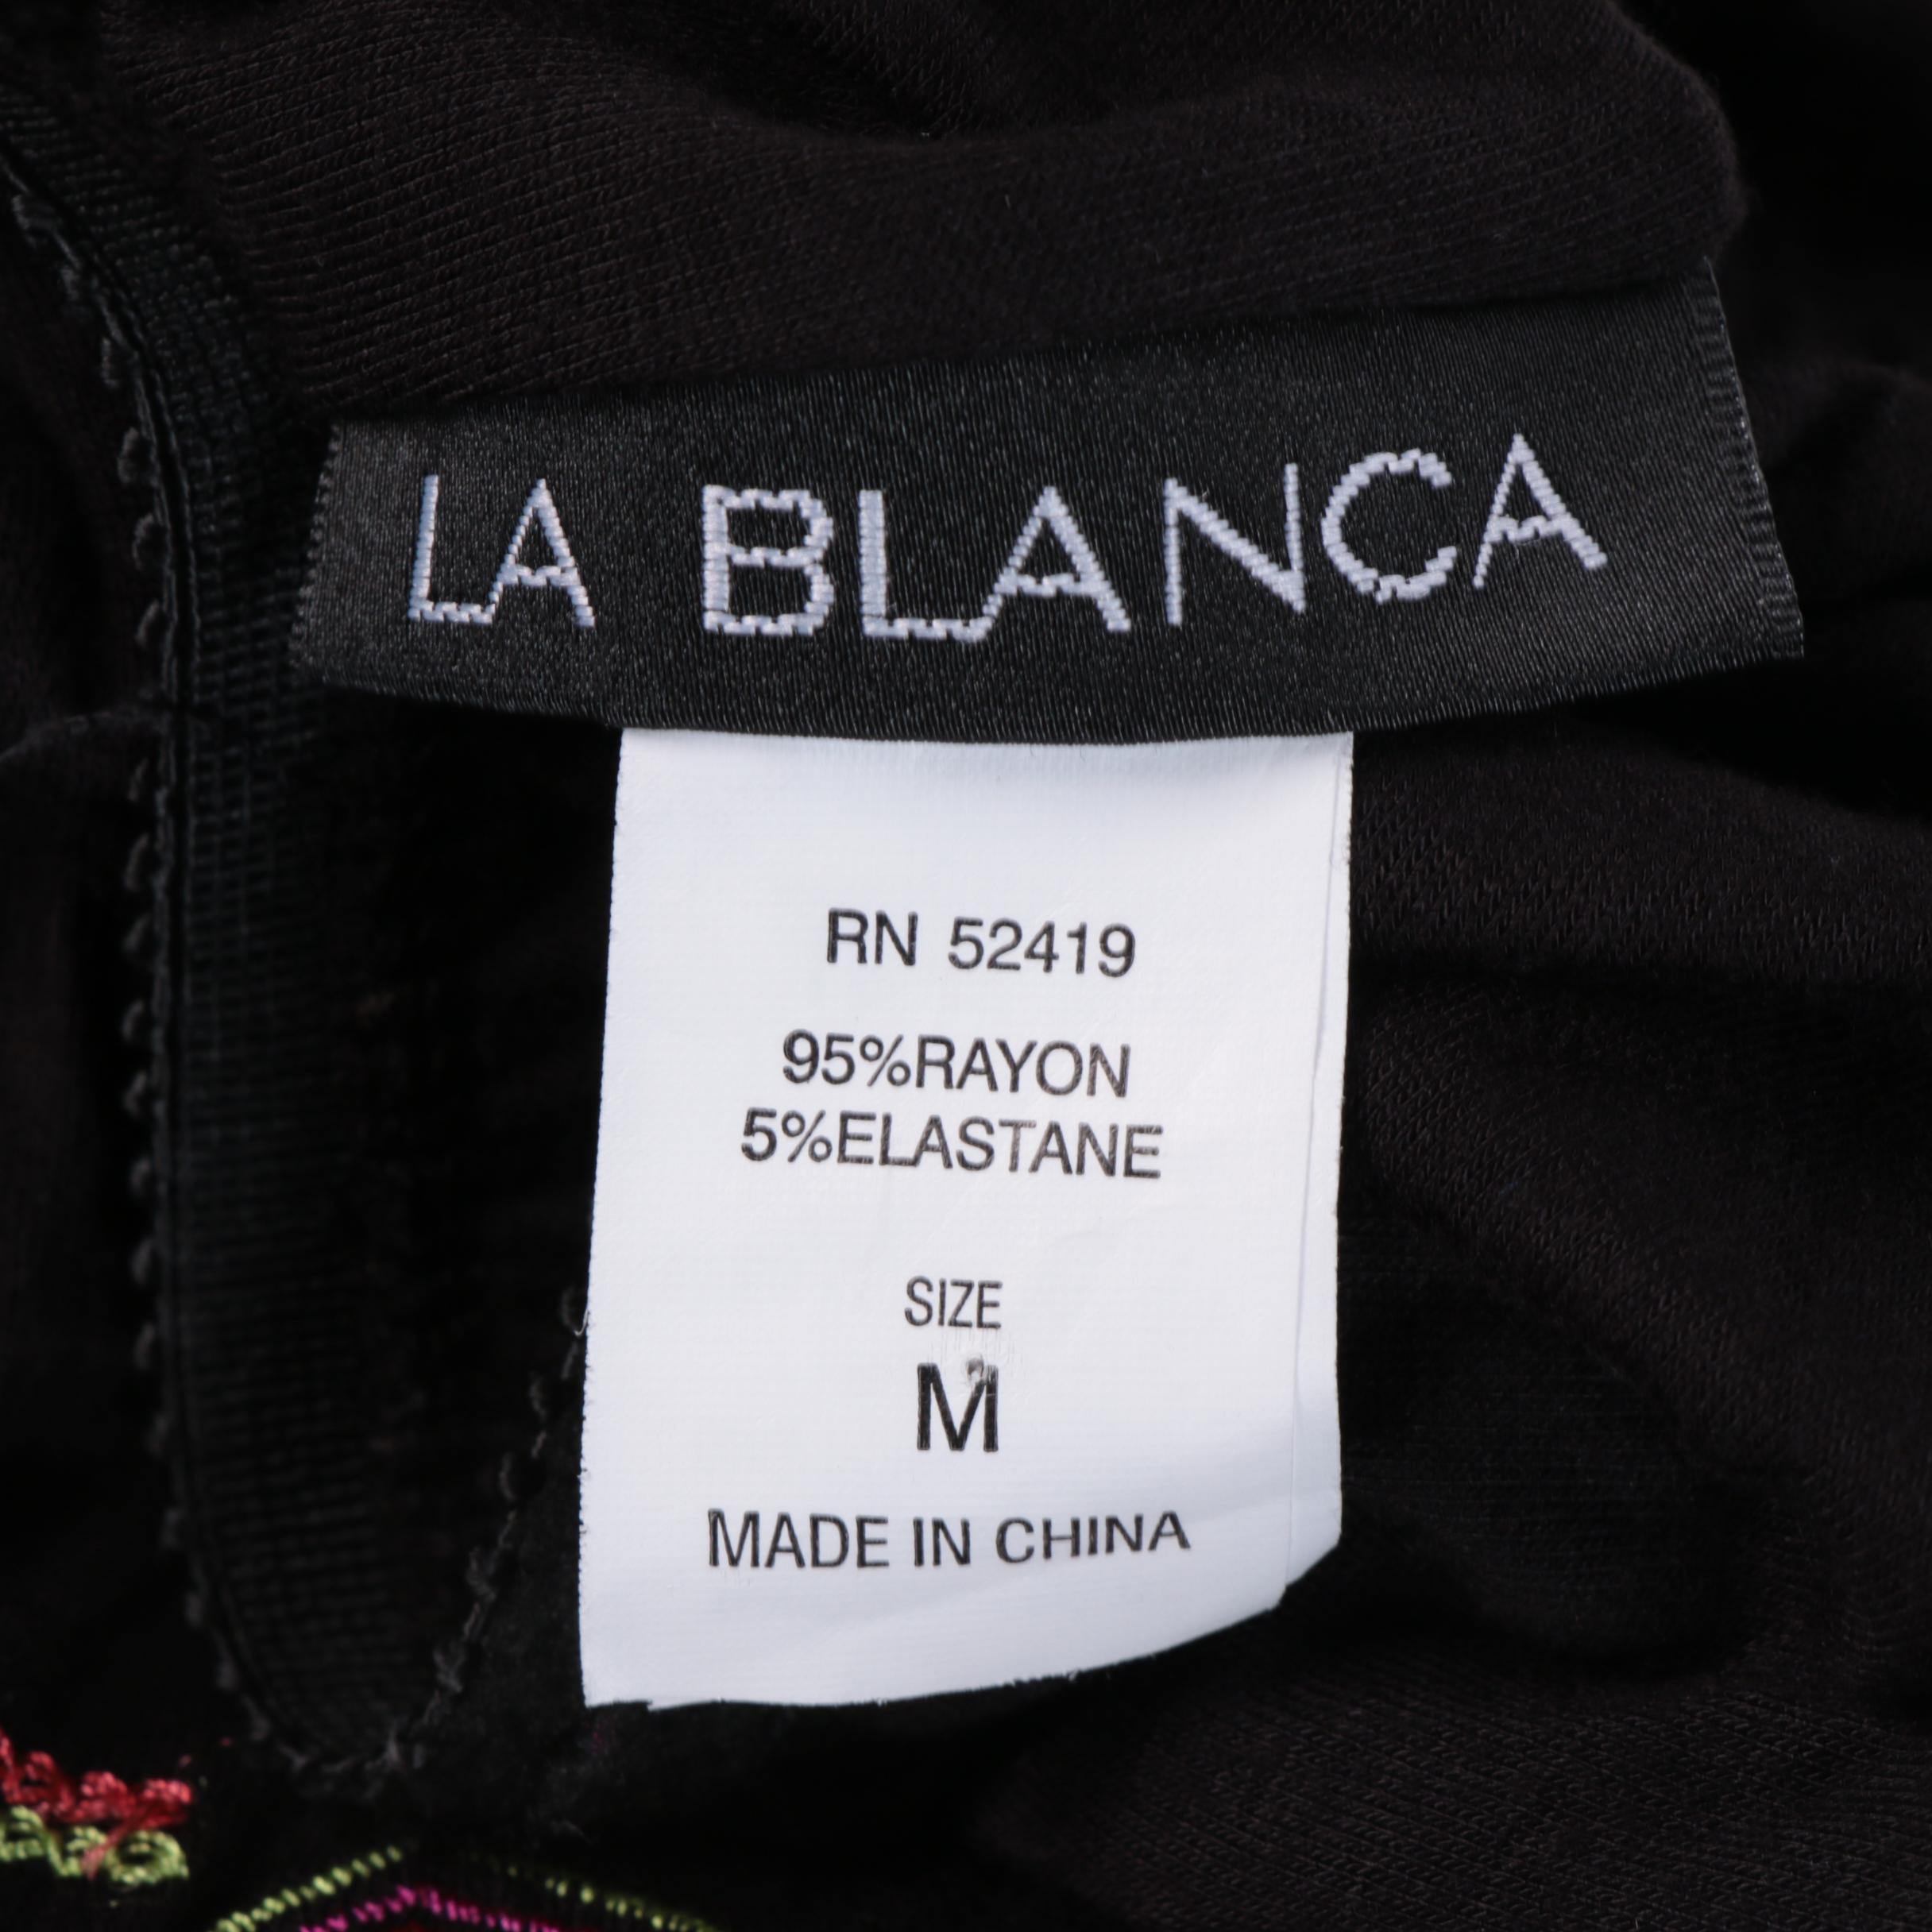 LA BLANCA
RN 52419
95%RAYON
5%ELASTANE
SIZE
M
MADE IN CHINA